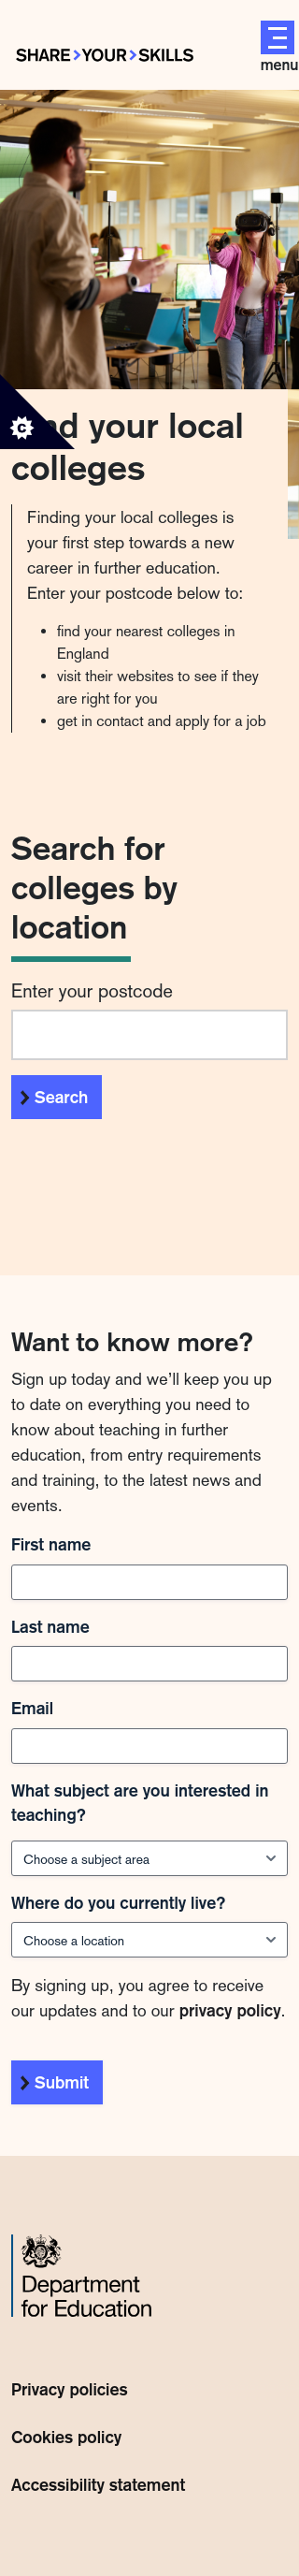 SHARE YOUR SKILLS
menu
your local
colleges
Finding your local colleges is
your first step towards a new
career in further education.
Enter your postcode below to:
find your nearest colleges in
England
visit their websites to see if they
are right for you
get in contact and apply for a job
Search for
colleges by
location
Enter your postcode
Search
Want to know more?
Sign up today and we’ll keep you up
to date on everything you need to
know about teaching in further
education, from entry requirements
and training, to the latest news and
events.
First name
Last name
Email
What subject are you interested in
teaching?
Choose a subject area
Where do you currently live?
Choose a location
By signing up, you agree to receive
our updates and to our privacy policy.
Submit
Department
for Education
Privacy policies
Cookies policy
Accessibility statement